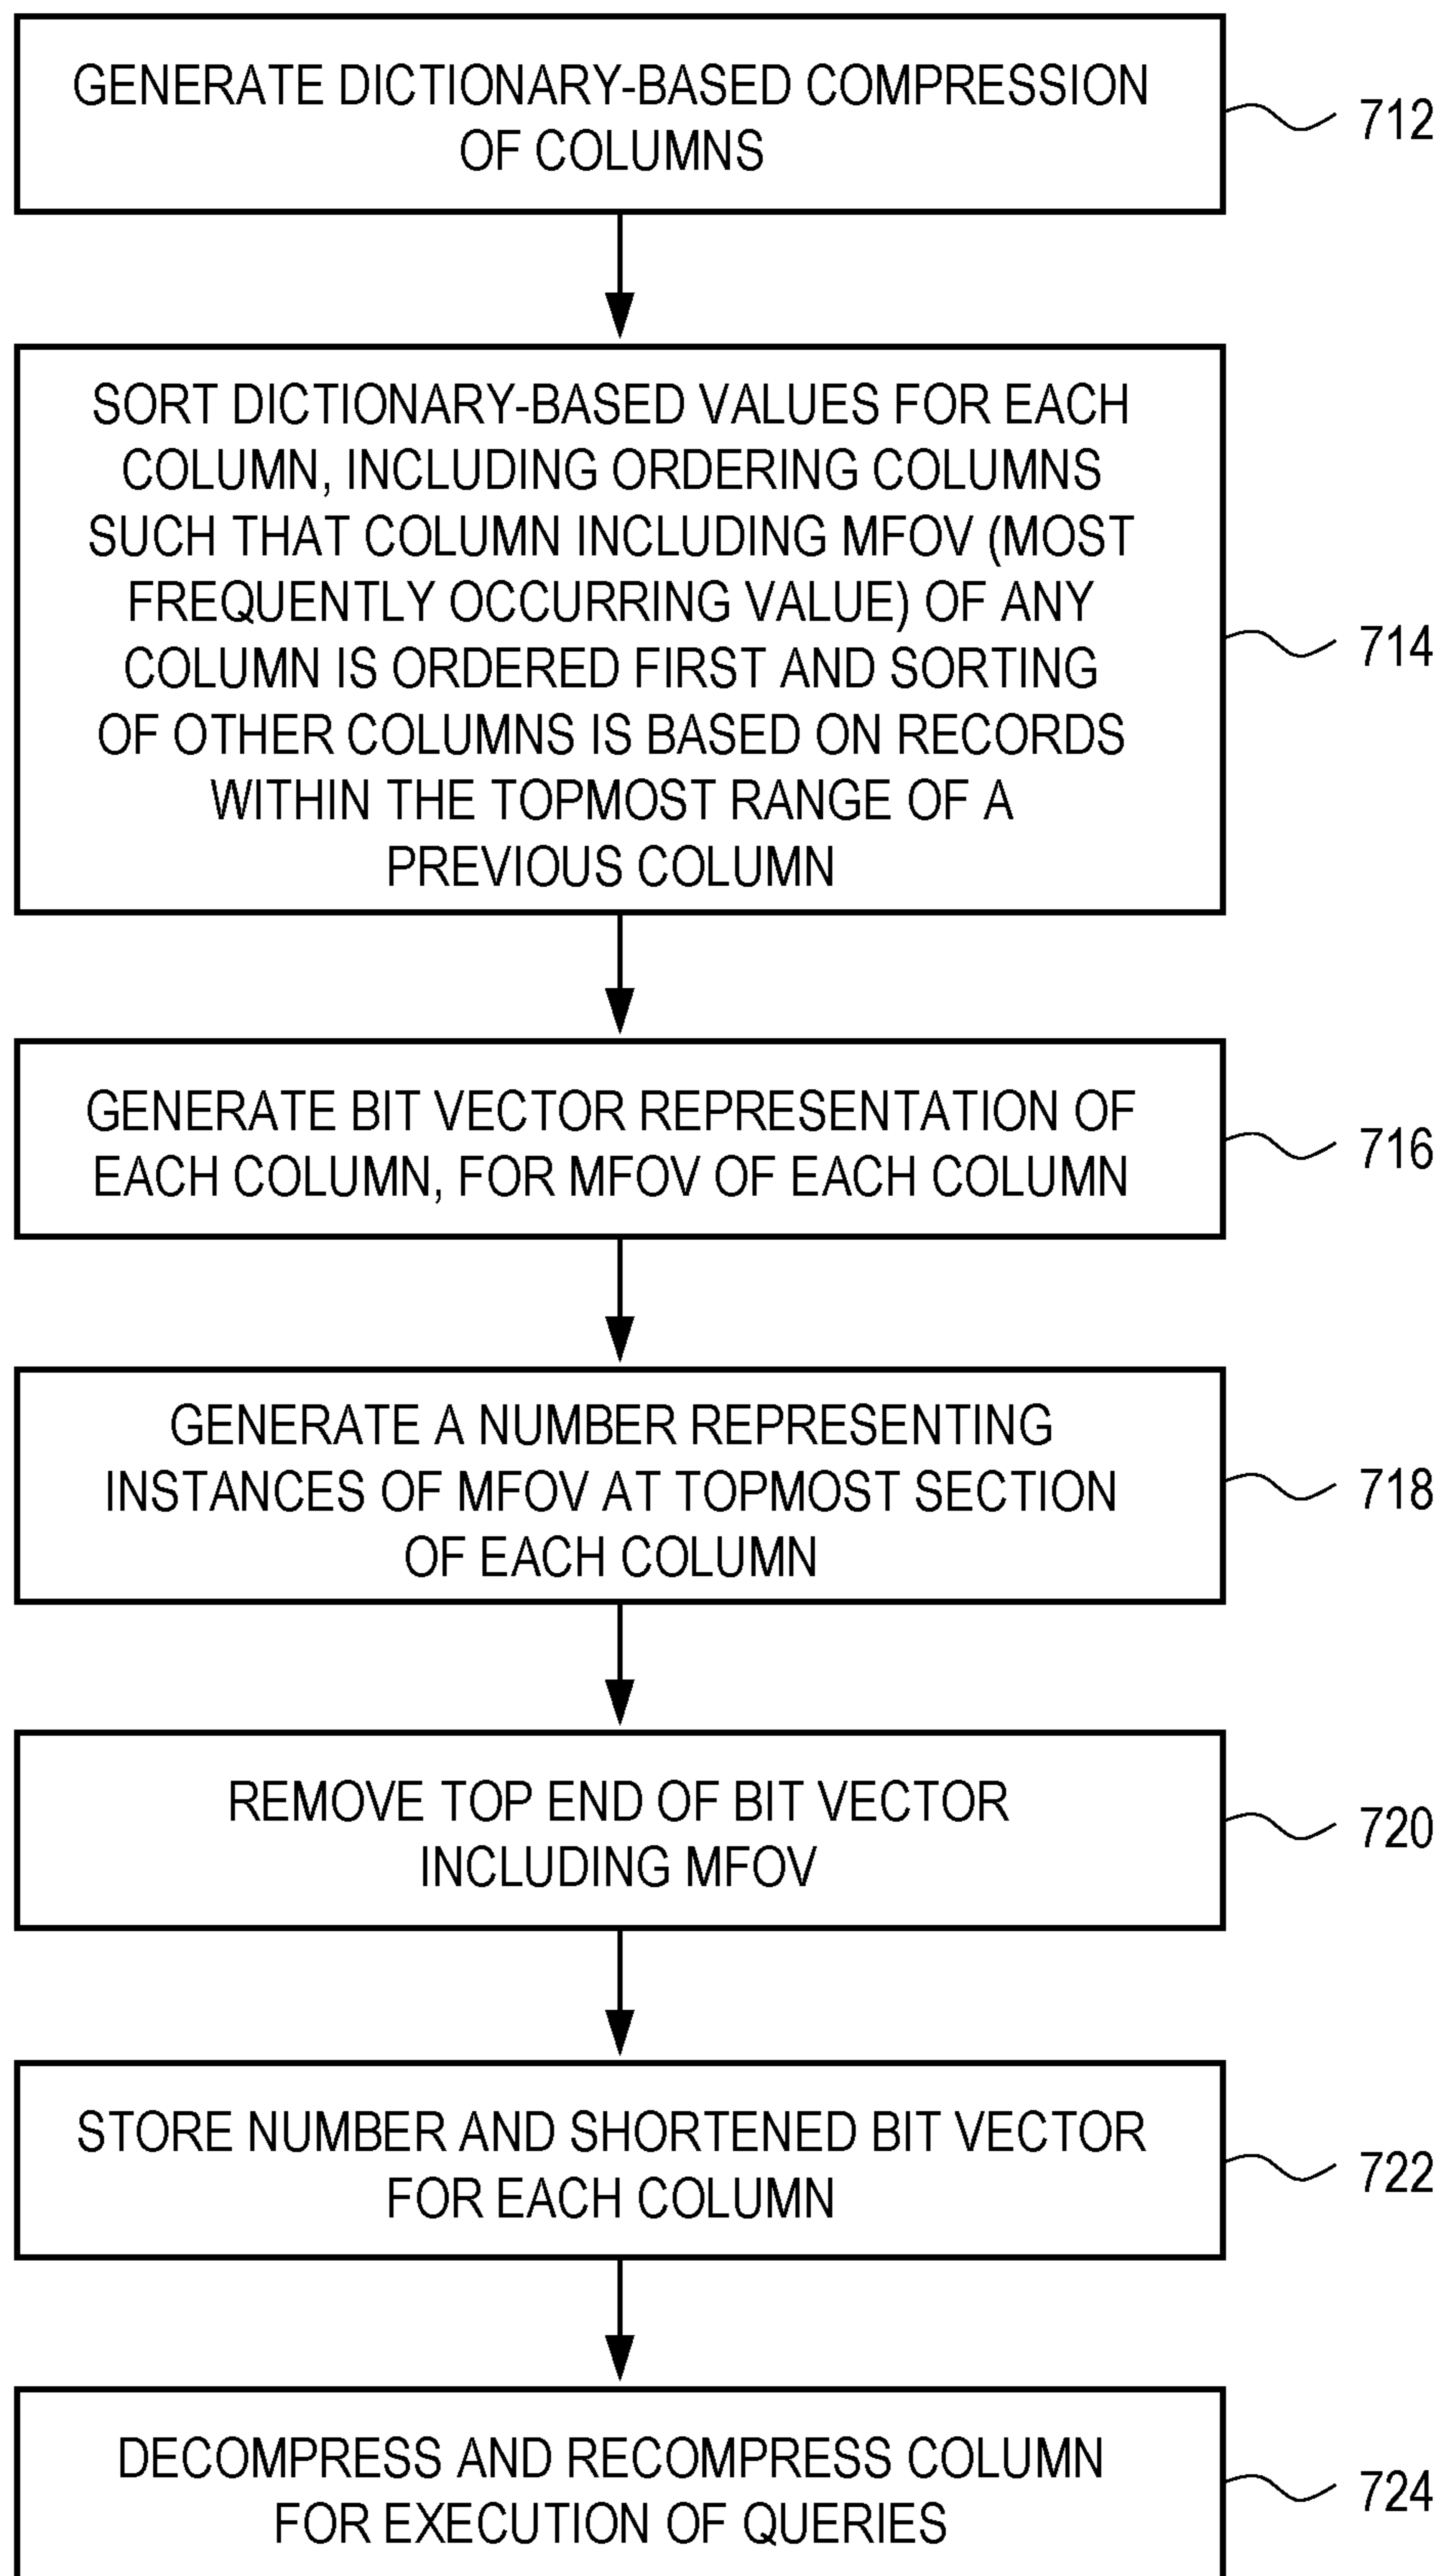 GENERATE DICTIONARY-BASED COMPRESSION
OF COLUMNS
712
SORT DICTIONARY-BASED VALUES FOR EACH
COLUMN, INCLUDING ORDERING COLUMNS
SUCH THAT COLUMN INCLUDING MFOV (MOST
FREQUENTLY OCCURRING VALUE) OF ANY
COLUMN IS ORDERED FIRST AND SORTING
OF OTHER COLUMNS IS BASED ON RECORDS
WITHIN THE TOPMOST RANGE OF A
PREVIOUS COLUMN
714
GENERATE BIT VECTOR REPRESENTATION OF
EACH COLUMN, FOR MFOV OF EACH COLUMN
716
GENERATE A NUMBER REPRESENTING
INSTANCES OF MFOV AT TOPMOST SECTION
OF EACH COLUMN
718
REMOVE TOP END OF BIT VECTOR
INCLUDING MFOV
720
STORE NUMBER AND SHORTENED BIT VECTOR
FOR EACH COLUMN
722
DECOMPRESS AND RECOMPRESS COLUMN
FOR EXECUTION OF QUERIES
724